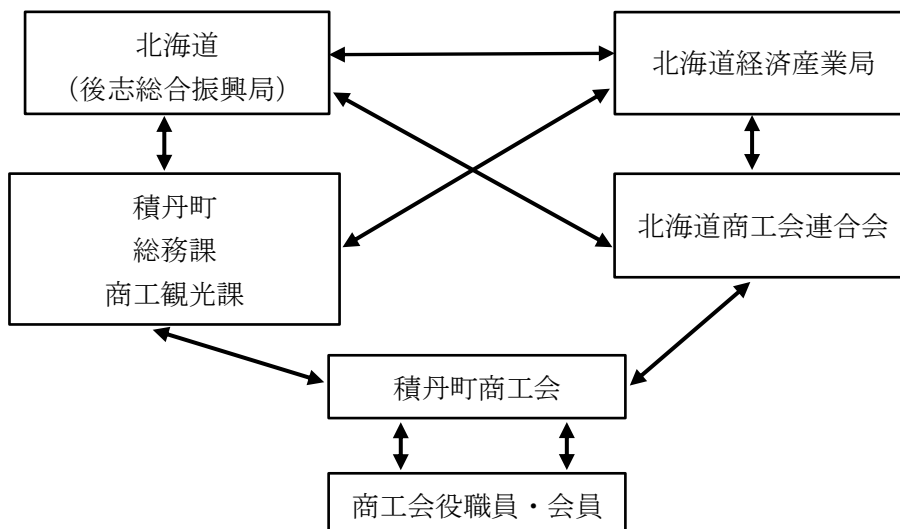 北海道
(後志総合振興局)
北海道経済産業局
積丹町
総務課
商工観光課
北海道商工会連合会
積丹町商工会
商工会役職員・会員